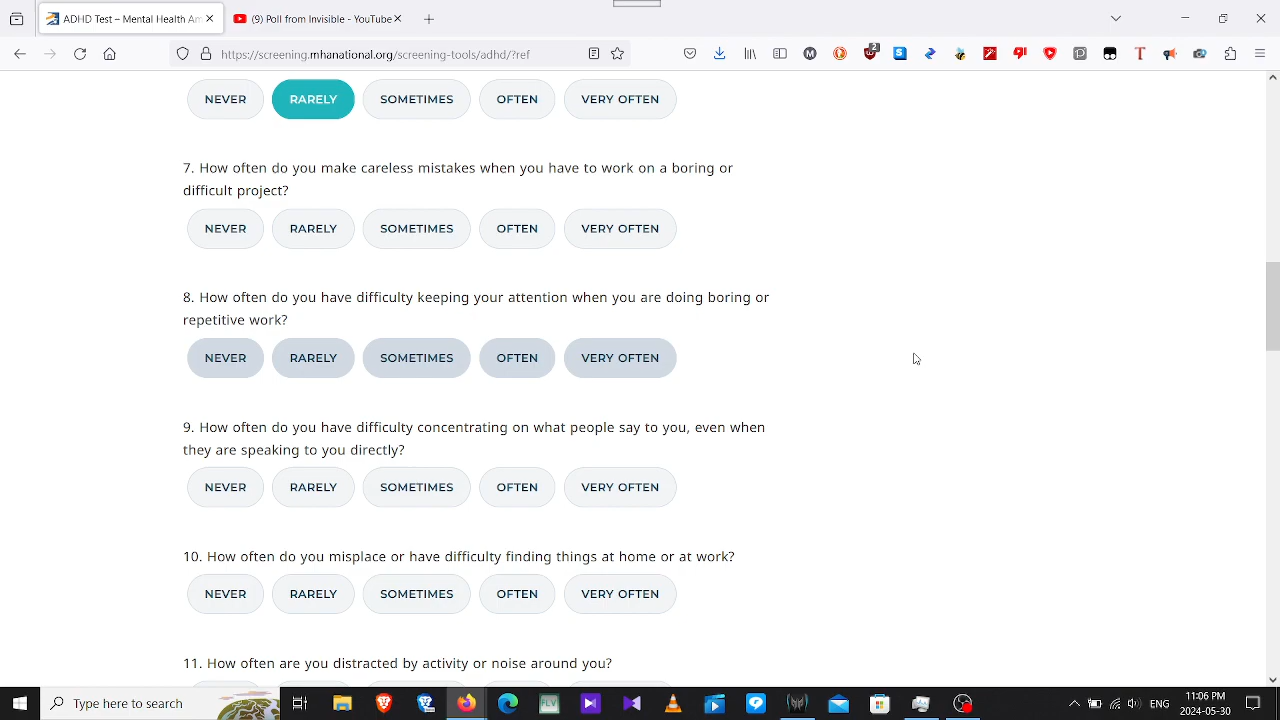 ADHD Test – Mental Health Am
(9) Poll from Invisible - YouTube
https://screening.mhanational.org/screening-tools/adhd/?ref
2
NEVER RARELY SOMETIMES OFTEN VERY OFTEN
7. How often do you make careless mistakes when you have to work on a boring or
difficult project?
NEVER RARELY SOMETIMES OFTEN VERY OFTEN
8. How often do you have difficulty keeping your attention when you are doing boring or
repetitive work?
NEVER RARELY SOMETIMES OFTEN VERY OFTEN
9. How often do you have difficulty concentrating on what people say to you, even when
they are speaking to you directly?
NEVER RARELY SOMETIMES OFTEN VERY OFTEN
10. How often do you misplace or have difficulty finding things at home or at work?
NEVER RARELY SOMETIMES OFTEN VERY OFTEN
11. How often are you distracted by activity or noise around you?
Type here to search
FLV
ENG
11:06 PM
2024-05-30